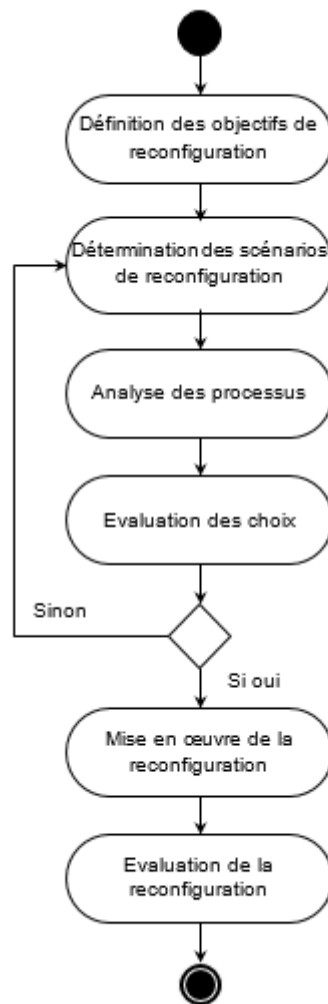 Définition des objectifs de
reconfiguration
Détermination des scénarios
de reconfiguration
Analyse des processus
Evaluation des choix
Sinon
Si oui
Mise en œuvre de la
reconfiguration
Evaluation de la
reconfiguration